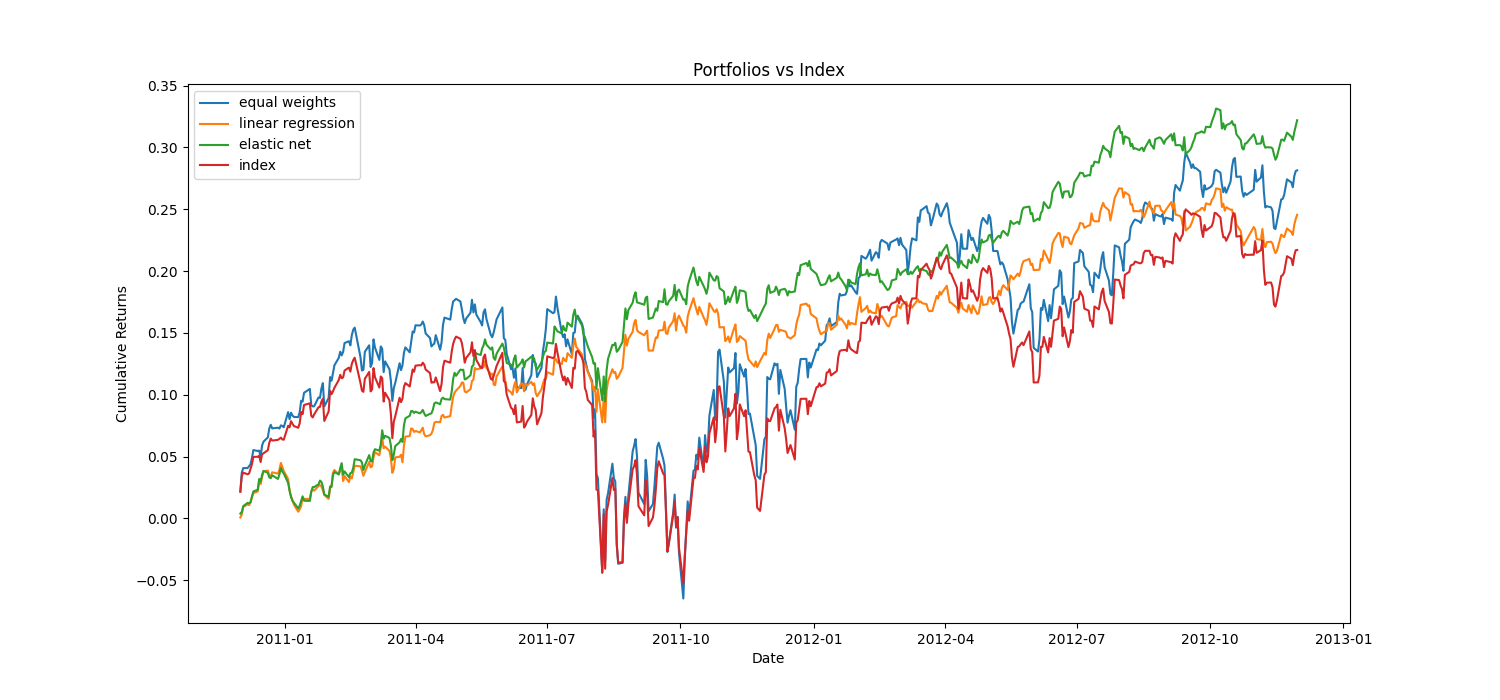 Portfolios vs Index
equal weights
linear regression
elastic net
index
Cumulative Returns
0.35
0.30
0.25
0.20
0.15
0.10
0.05
0.00
−0.05
2011-01 2011-04 2011-07 2011-10 2012-01 2012-04 2012-07 2012-10 2013-01
Date